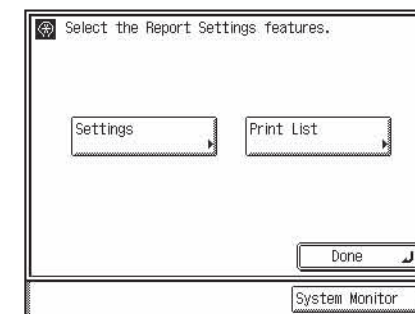 Select the Report Settings features.
Settings
Print List
Done
System Monitor